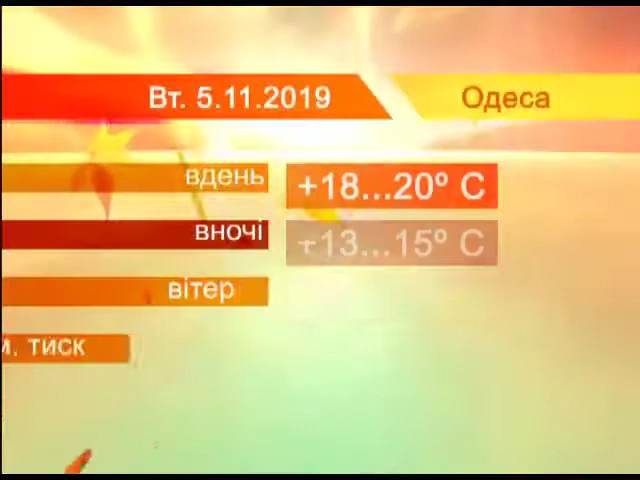 Вт. 5.11.2019 Одеса
вдень +18...20º C
вночі +13...15º C
вітер
м. тиск